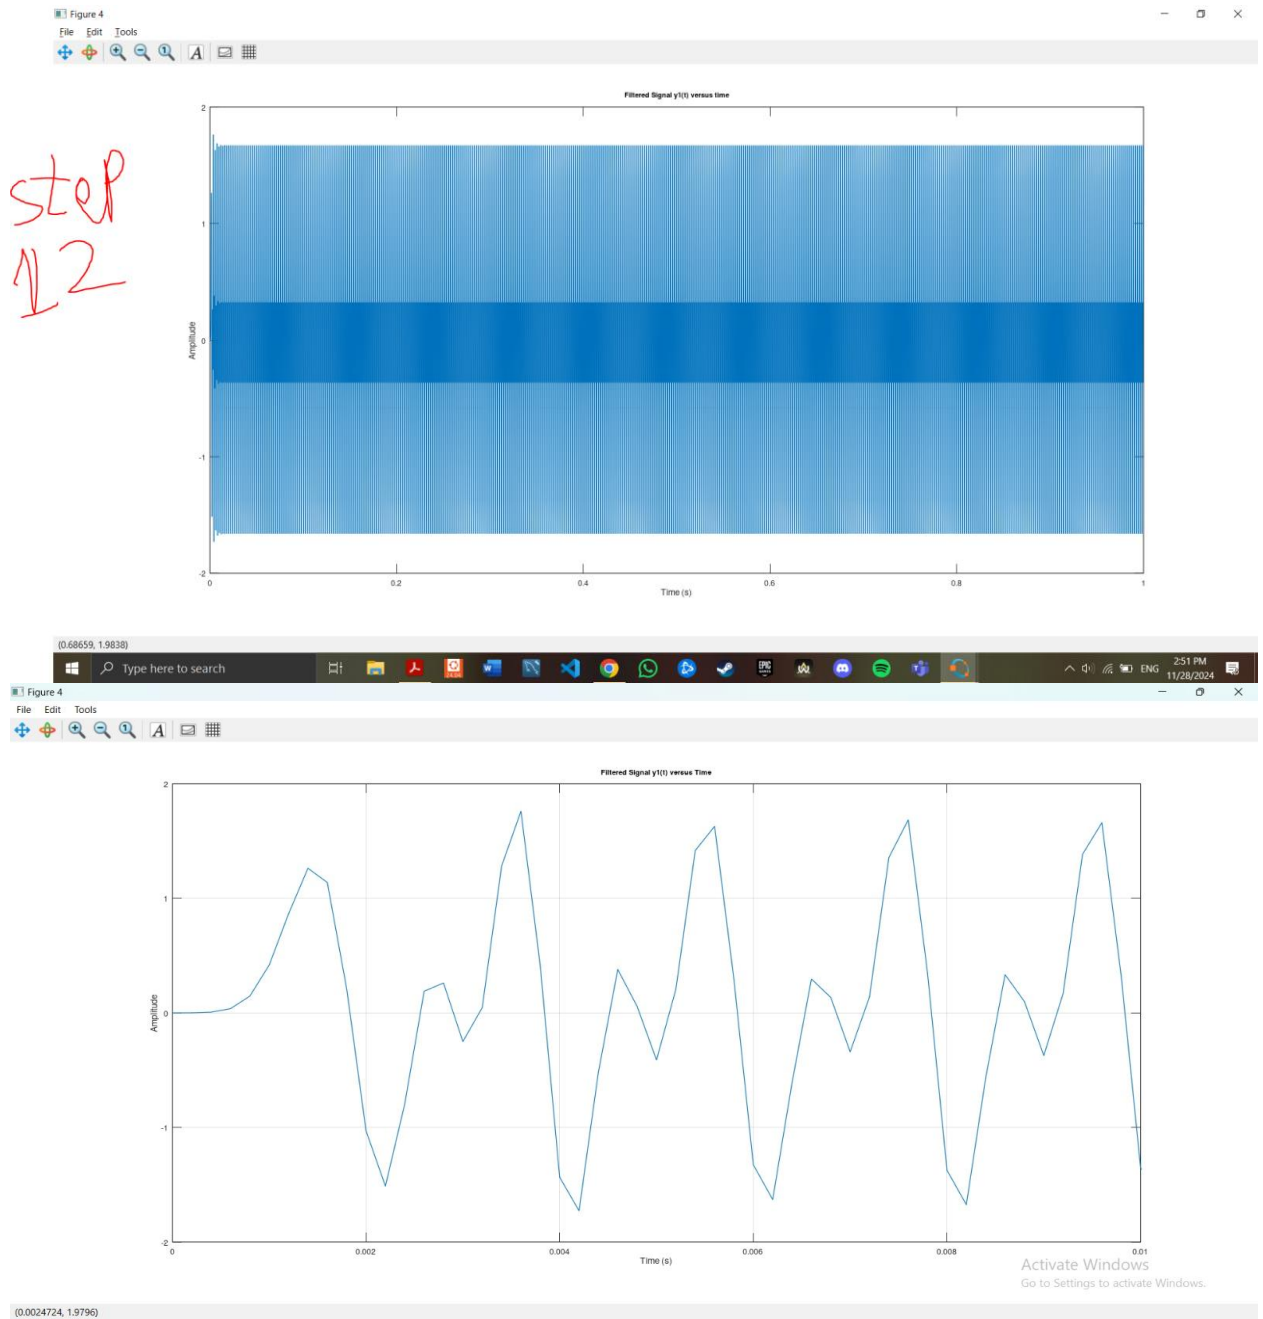 Figure 4
File Edit Tools
A
Filtered Signal y1(t) versus time
step
12
2
1
0
-1
-2
Amplitude
0 0.2 0.4 0.6 0.8 1
Time (s)
(0.68659, 1.9838)
Type here to search
ENG
2:51 PM
11/28/2024
Figure 4
File Edit Tools
A
Filtered Signal y1(t) versus Time
2
1
0
-1
-2
Amplitude
0 0.002 0.004 0.006 0.008 0.01
Time (s)
Activate Windows
Go to Settings to activate Windows.
(0.0024724, 1.9796)